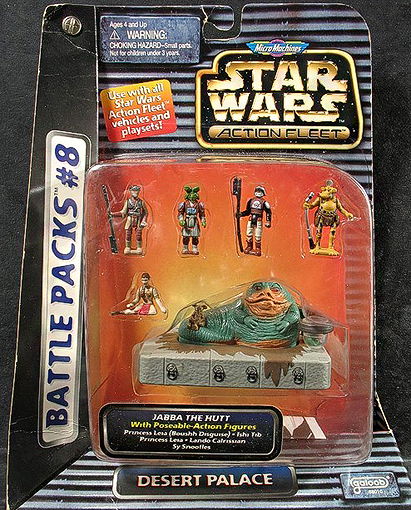 Ages 4 and Up
⚠ WARNING:
CHOKING HAZARD–Small parts.
Not for children under 3 years.
Micro Machines
STAR
WARS
ACTION FLEET
Use with all
Star Wars
Action Fleet™
vehicles and
playsets!
BATTLE PACKS™ #8
JABBA THE HUTT
With Poseable-Action Figures
Princess Leia (Boushh Disguise) • Ishi Tib
Princess Leia • Lando Calrissian
Sy Snootles
DESERT PALACE
galoob